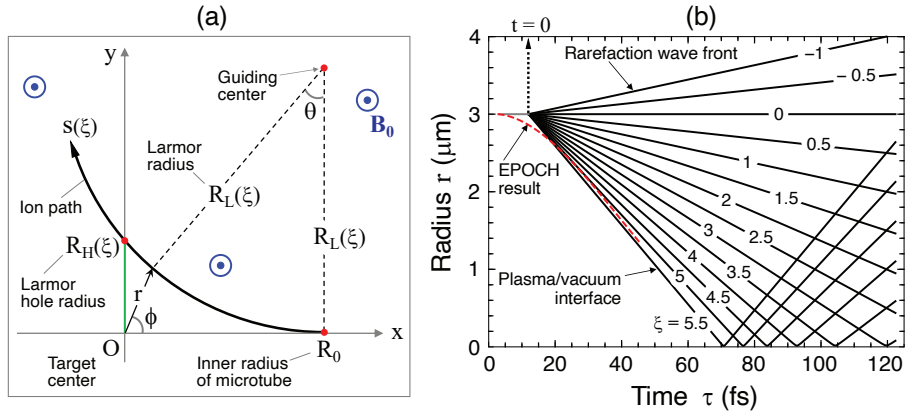 (a)
y
Guiding
center
θ
B₀
s(ξ)
Larmor
radius
R_L(ξ)
Ion path
R_L(ξ)
R_H(ξ)
Larmor
hole radius
r
ϕ
x
O
R₀
Target
center
Inner radius
of microtube
(b)
t = 0
4
3
2
1
0
Radius r (μm)
Rarefaction wave front
−1
− 0.5
0
0.5
1
1.5
2
2.5
3
3.5
4
4.5
5
ξ = 5.5
EPOCH
result
Plasma/vacuum
interface
0 20 40 60 80 100 120
Time τ (fs)